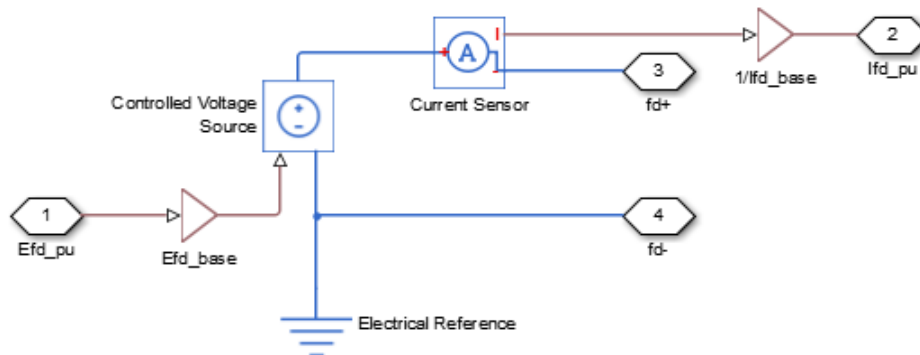 2
Ifd_pu
1/Ifd_base
I
+
A
-
Current Sensor
3
fd+
Controlled Voltage
Source
+
-
1
Efd_pu
Efd_base
4
fd-
Electrical Reference